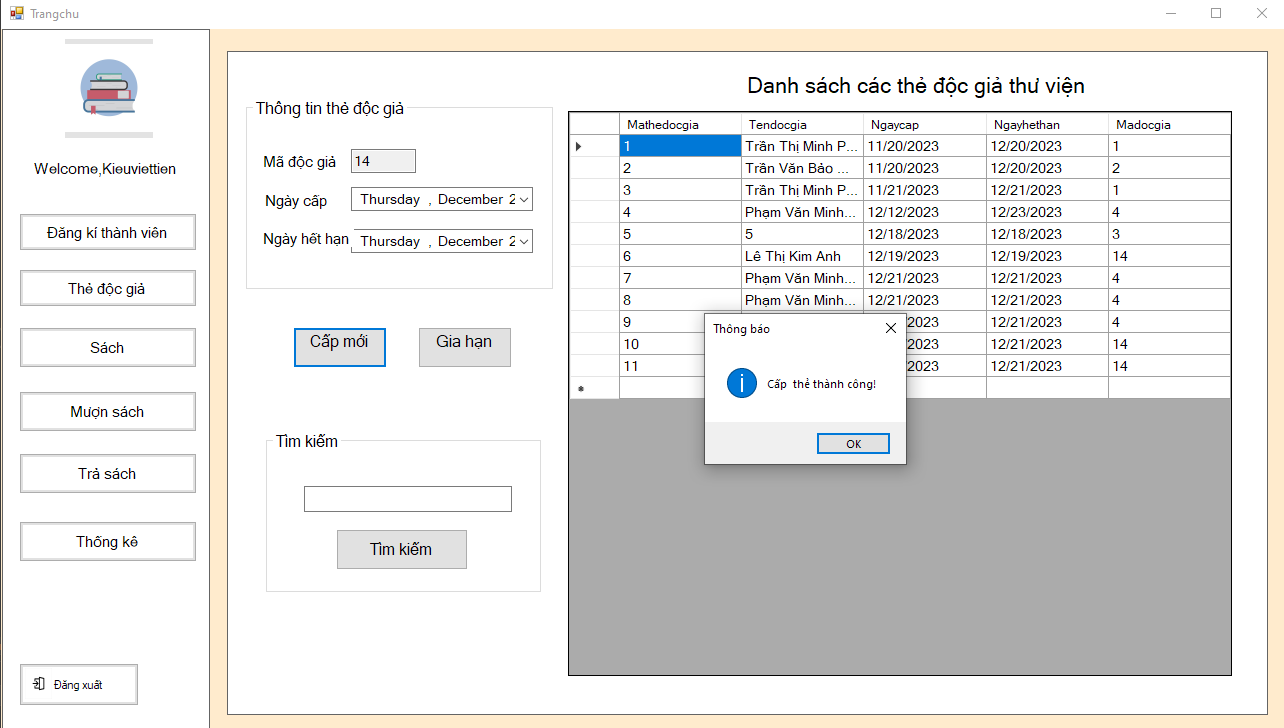 Trangchu
Welcome,Kieuviettien
Đăng kí thành viên
Thẻ độc giả
Sách
Mượn sách
Trả sách
Thống kê
Đăng xuất
Thông tin thẻ độc giả
Mã độc giả 14
Ngày cấp Thursday , December 2
Ngày hết hạn Thursday , December 2
Cấp mới Gia hạn
Tìm kiếm
Tìm kiếm
Danh sách các thẻ độc giả thư viện
Mathedocgia Tendocgia Ngaycap Ngayhethan Madocgia
1 Trần Thị Minh P... 11/20/2023 12/20/2023 1
2 Trần Văn Bảo ... 11/20/2023 12/20/2023 2
3 Trần Thị Minh P... 11/21/2023 12/21/2023 1
4 Phạm Văn Minh... 12/12/2023 12/23/2023 4
5 5 12/18/2023 12/18/2023 3
6 Lê Thị Kim Anh 12/19/2023 12/19/2023 14
7 Phạm Văn Minh... 12/21/2023 12/21/2023 4
8 Phạm Văn Minh... 12/21/2023 12/21/2023 4
9 2023 12/21/2023 4
10 2023 12/21/2023 14
11 2023 12/21/2023 14
Thông báo
Cấp thẻ thành công!
OK